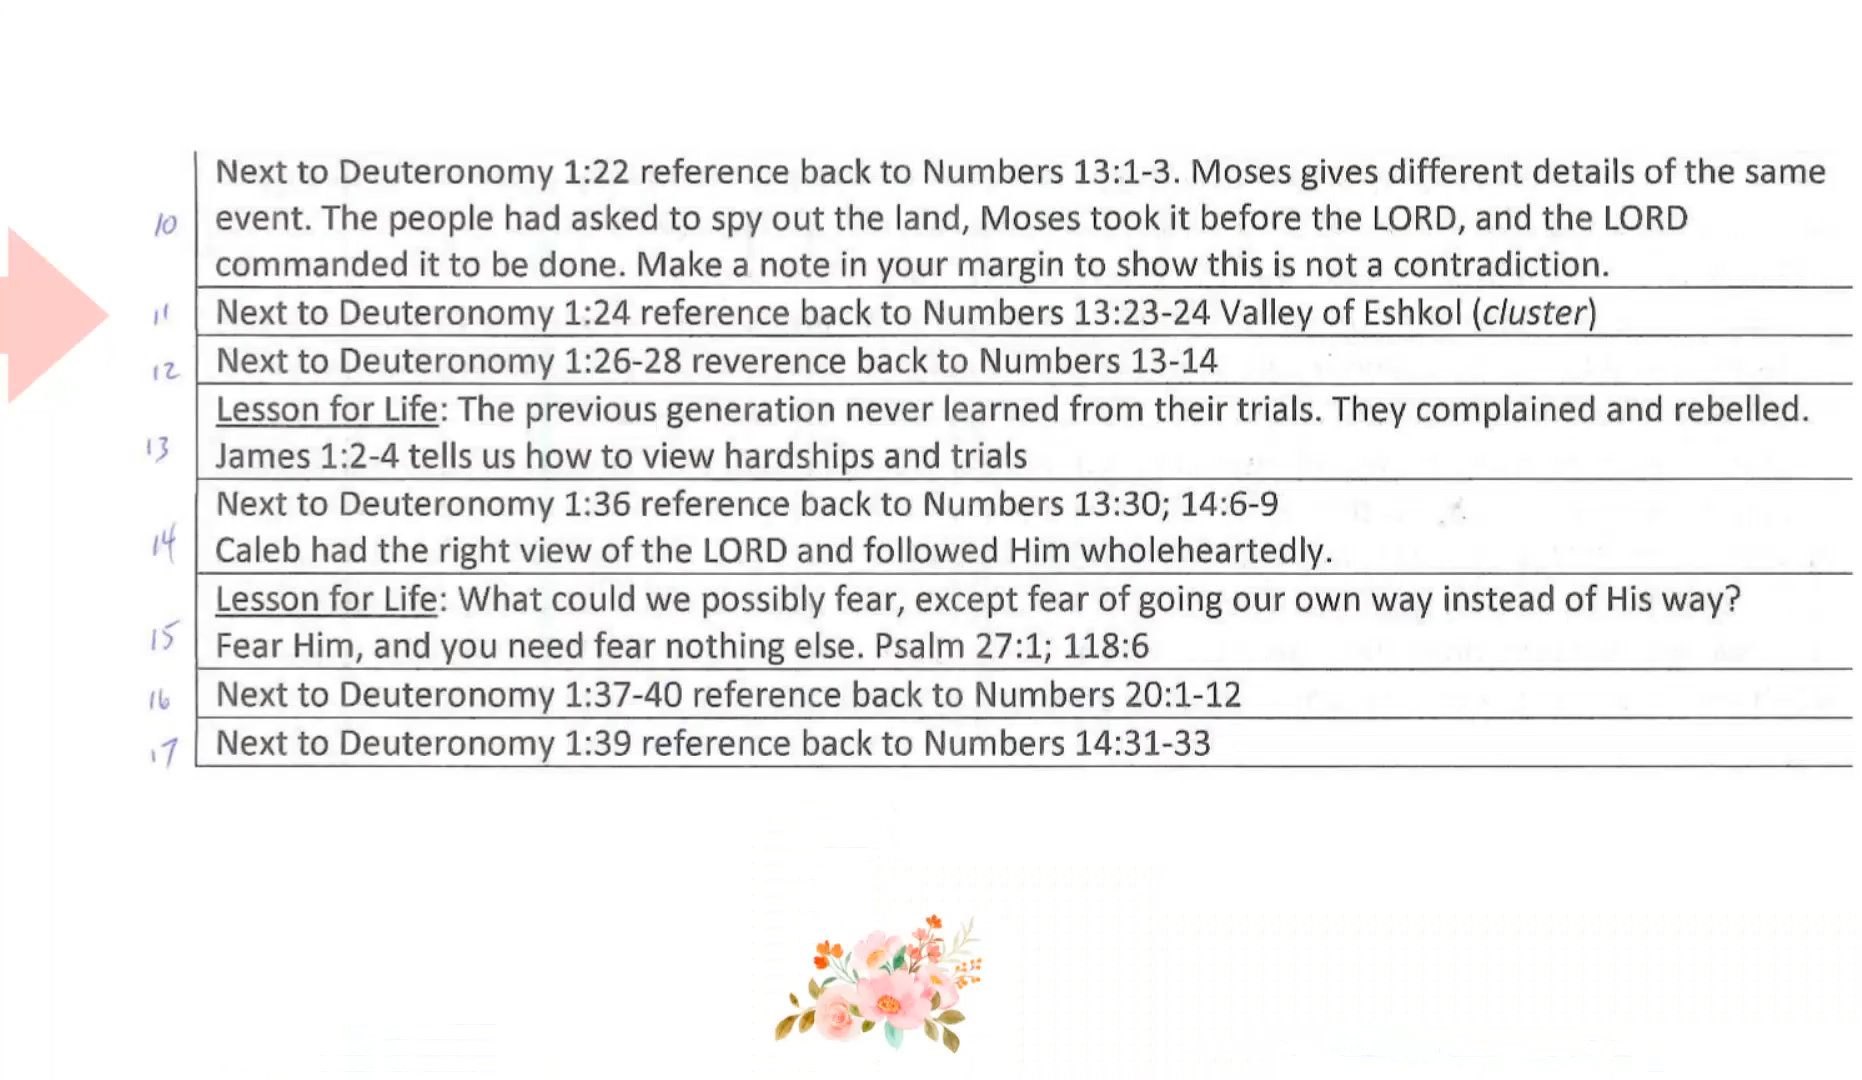 Next to Deuteronomy 1:22 reference back to Numbers 13:1-3. Moses gives different details of the same
10 event. The people had asked to spy out the land, Moses took it before the LORD, and the LORD
commanded it to be done. Make a note in your margin to show this is not a contradiction.
11 Next to Deuteronomy 1:24 reference back to Numbers 13:23-24 Valley of Eshkol (cluster)
12 Next to Deuteronomy 1:26-28 reverence back to Numbers 13-14
Lesson for Life: The previous generation never learned from their trials. They complained and rebelled.
13 James 1:2-4 tells us how to view hardships and trials
Next to Deuteronomy 1:36 reference back to Numbers 13:30; 14:6-9
14 Caleb had the right view of the LORD and followed Him wholeheartedly.
Lesson for Life: What could we possibly fear, except fear of going our own way instead of His way?
15 Fear Him, and you need fear nothing else. Psalm 27:1; 118:6
16 Next to Deuteronomy 1:37-40 reference back to Numbers 20:1-12
17 Next to Deuteronomy 1:39 reference back to Numbers 14:31-33